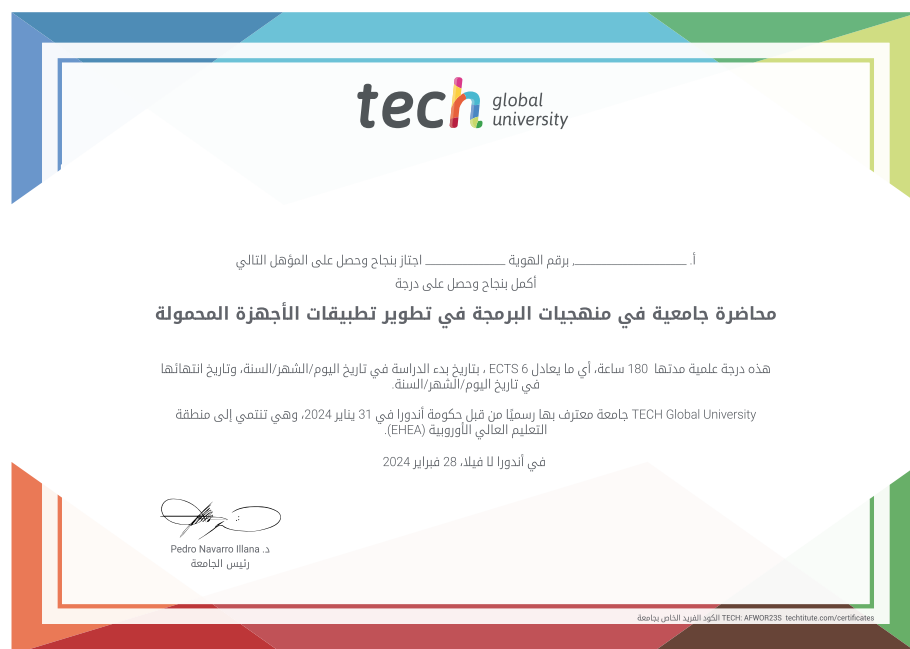 tech global
university
أ. ________________, برقم الهوية ____________ اجتاز بنجاح وحصل على المؤهل التالي
أكمل بنجاح وحصل على درجة
محاضرة جامعية في منهجيات البرمجة في تطوير تطبيقات الأجهزة المحمولة
هذه درجة علمية مدتها 180 ساعة، أي ما يعادل 6 ECTS ، بتاريخ بدء الدراسة في تاريخ اليوم/الشهر/السنة، وتاريخ انتهائها
في تاريخ اليوم/الشهر/السنة.
TECH Global University جامعة معترف بها رسميًا من قبل حكومة أندورا في 31 يناير 2024، وهي تنتمي إلى منطقة
التعليم العالي الأوروبية (EHEA).
في أندورا لا فيلا، 28 فبراير 2024
د. Pedro Navarro Illana
رئيس الجامعة
الكود الفريد الخاص بجامعة TECH: AFWOR23S techtitute.com/certificates